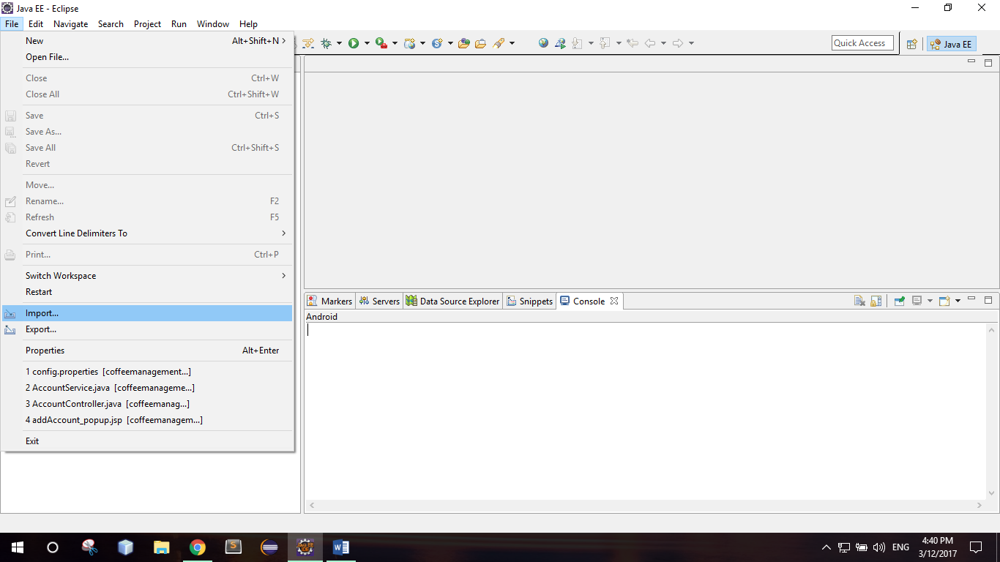 Java EE - Eclipse
File Edit Navigate Search Project Run Window Help
New Alt+Shift+N
Open File...
Close Ctrl+W
Close All Ctrl+Shift+W
Save Ctrl+S
Save As...
Save All Ctrl+Shift+S
Revert
Move...
Rename... F2
Refresh F5
Convert Line Delimiters To
Print... Ctrl+P
Switch Workspace
Restart
Import...
Export...
Properties Alt+Enter
1 config.properties [coffeemanagement...]
2 AccountService.java [coffeemanageme...]
3 AccountController.java [coffeemanag...]
4 addAccount_popup.jsp [coffeemanagem...]
Exit
Quick Access Java EE
Markers Servers Data Source Explorer Snippets Console
Android
ENG
4:40 PM
3/12/2017